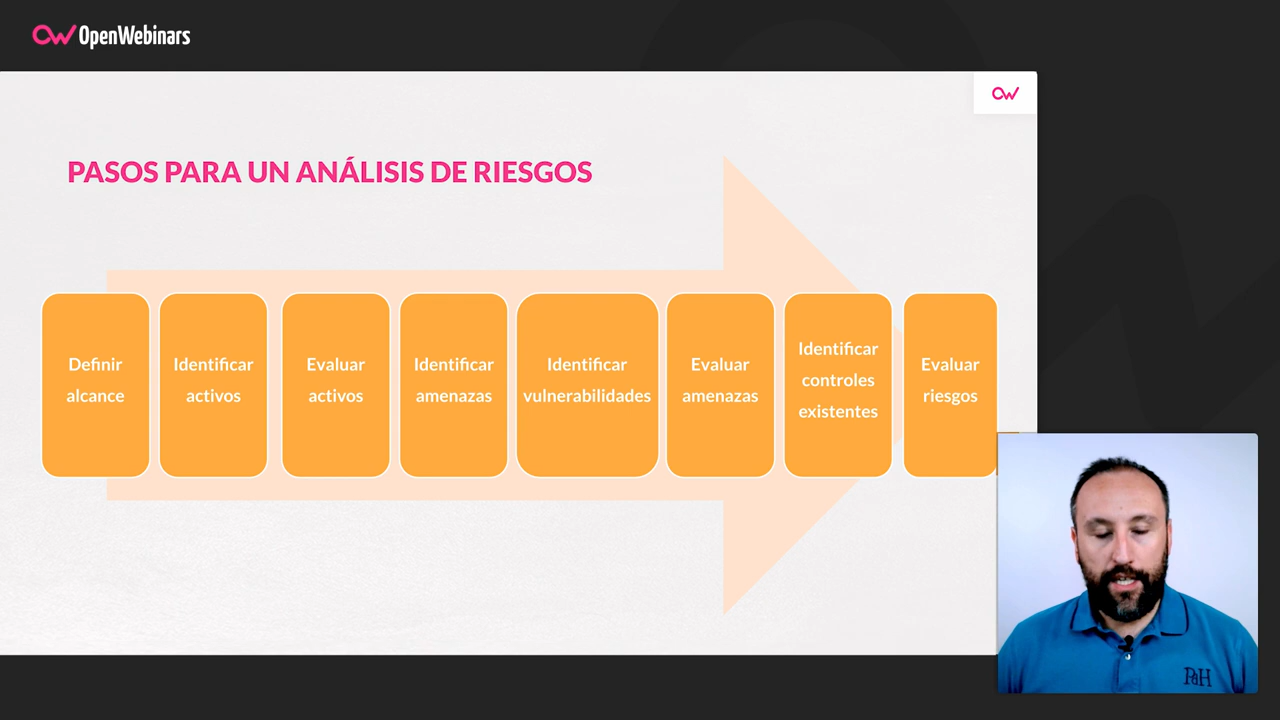 OpenWebinars
PASOS PARA UN ANÁLISIS DE RIESGOS
Definir
alcance
Identificar
activos
Evaluar
activos
Identificar
amenazas
Identificar
vulnerabilidades
Evaluar
amenazas
Identificar
controles
existentes
Evaluar
riesgos
PdH